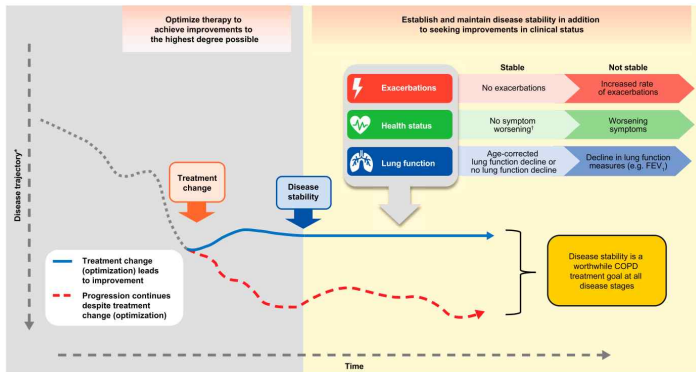 Optimize therapy to
achieve improvements to
the highest degree possible
Establish and maintain disease stability in addition
to seeking improvements in clinical status
Stable
Not stable
Exacerbations
No exacerbations
Increased rate
of exacerbations
Health status
No symptom
worsening†
Worsening
symptoms
Lung function
Age-corrected
lung function decline or
no lung function decline
Decline in lung function
measures (e.g. FEV₁)
Disease trajectory*
Treatment
change
Disease
stability
Treatment change
(optimization) leads
to improvement
Progression continues
despite treatment
change (optimization)
Disease stability is a
worthwhile COPD
treatment goal at all
disease stages
Time